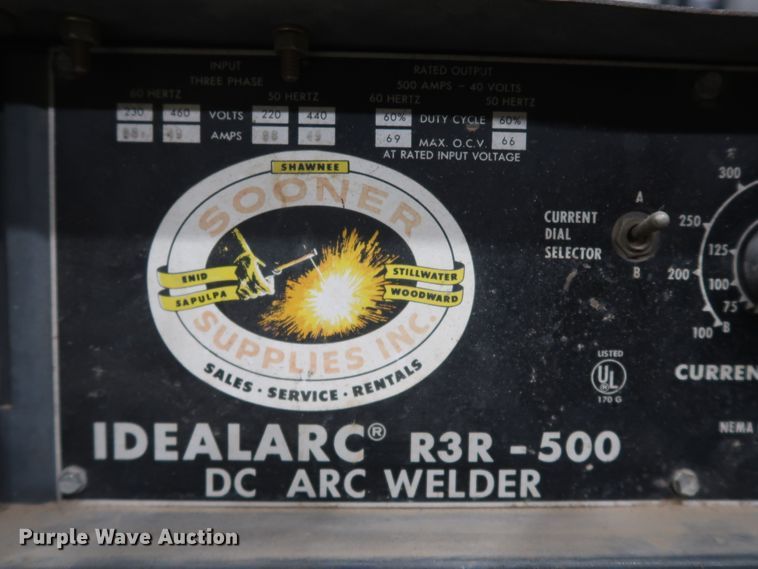 INPUT
THREE PHASE
60 HERTZ 50 HERTZ
230 460 VOLTS 220 440
49 AMPS 98 49
RATED OUTPUT
500 AMPS - 40 VOLTS
60 HERTZ 50 HERTZ
60% DUTY CYCLE 60%
69 MAX. O.C.V. 66
AT RATED INPUT VOLTAGE
SHAWNEE
SOONER
ENID
SAPULPA
STILLWATER
WOODWARD
SUPPLIES INC.
SALES · SERVICE · RENTALS
CURRENT
DIAL
SELECTOR
A
B
300
250
125
200
100
75
100
B
LISTED
UL
170 G
CURREN
NEMA
IDEALARC® R3R - 500
DC ARC WELDER
Purple Wave Auction